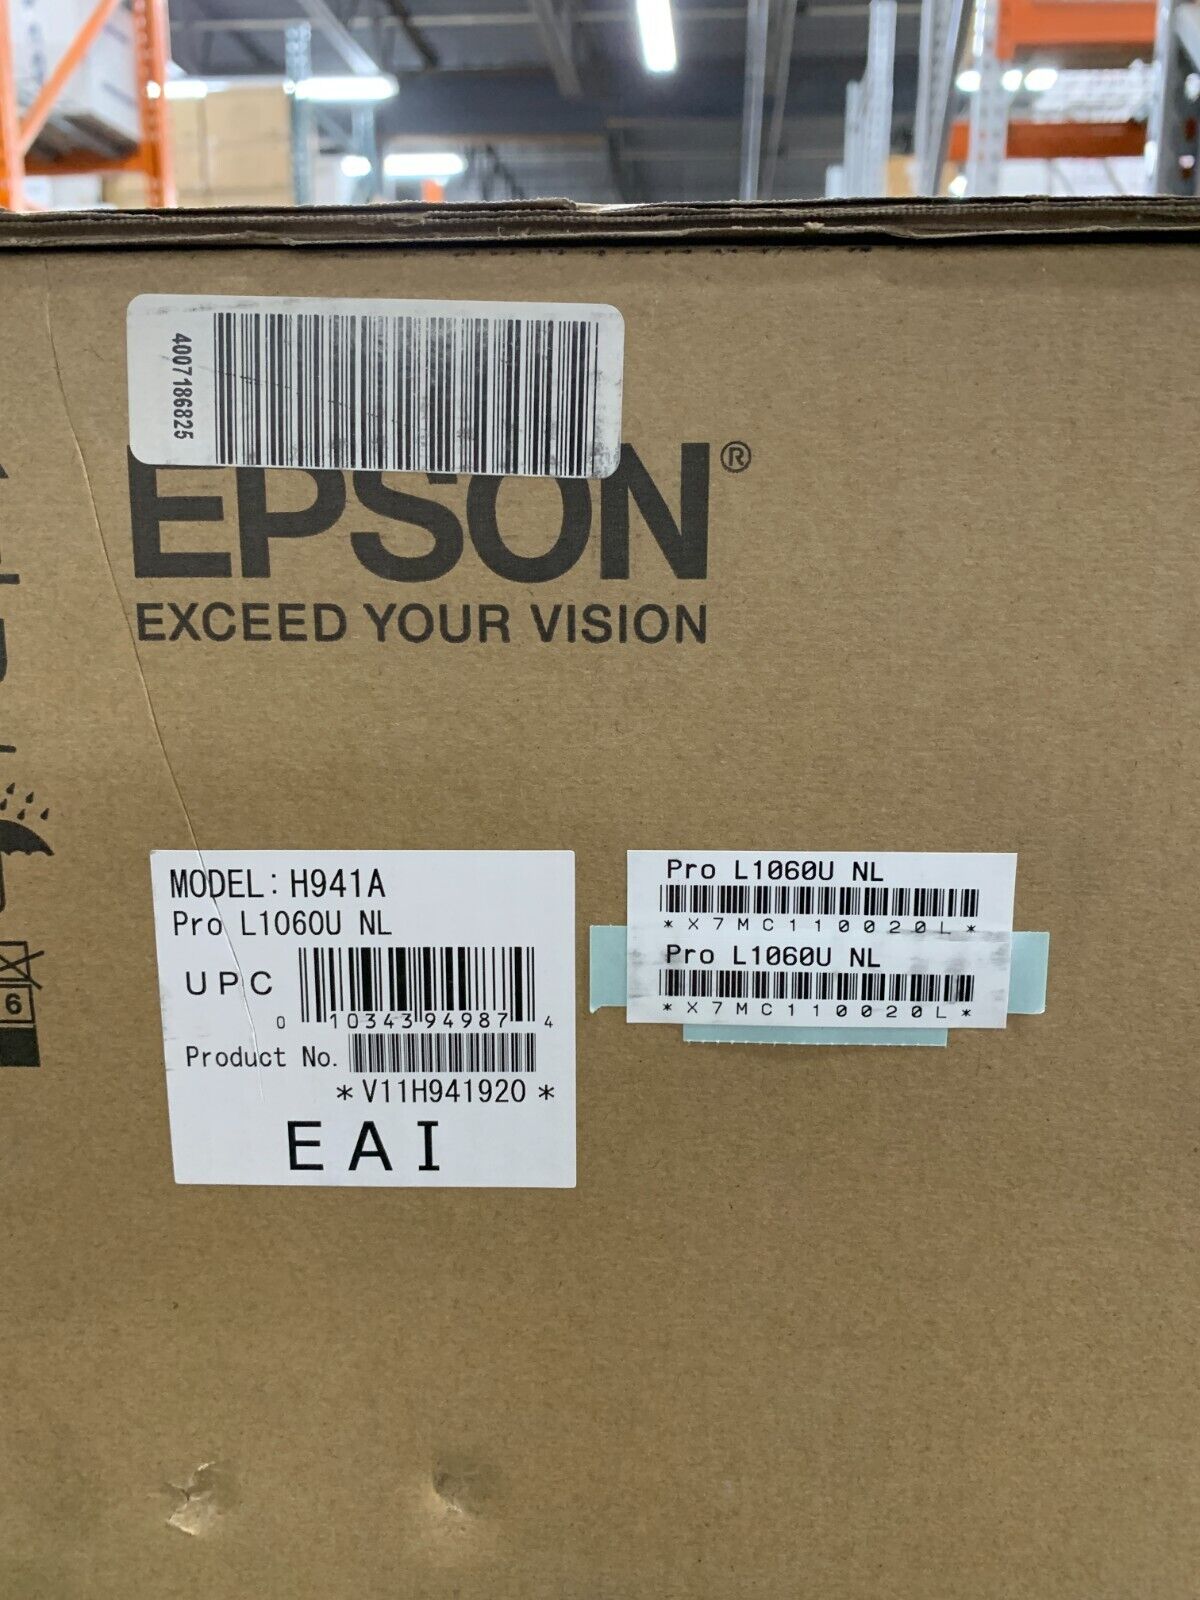 4007186825
EPSON®
EXCEED YOUR VISION
MODEL: H941A
Pro L1060U NL
UPC
0 10343 94987 4
Product No.
*V11H941920*
EAI
Pro L1060U NL
*X7MC110020L*
Pro L1060U NL
*X7MC110020L*
6